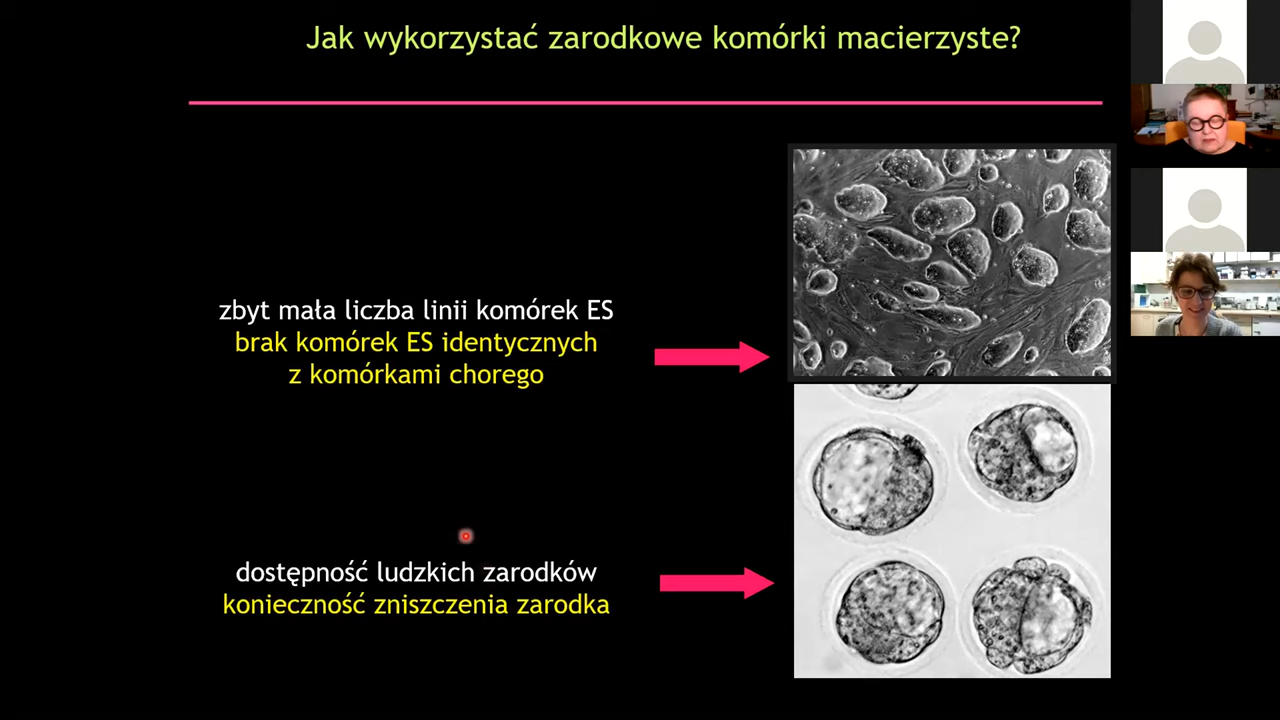 Jak wykorzystać zarodkowe komórki macierzyste?
zbyt mała liczba linii komórek ES
brak komórek ES identycznych
z komórkami chorego
dostępność ludzkich zarodków
konieczność zniszczenia zarodka